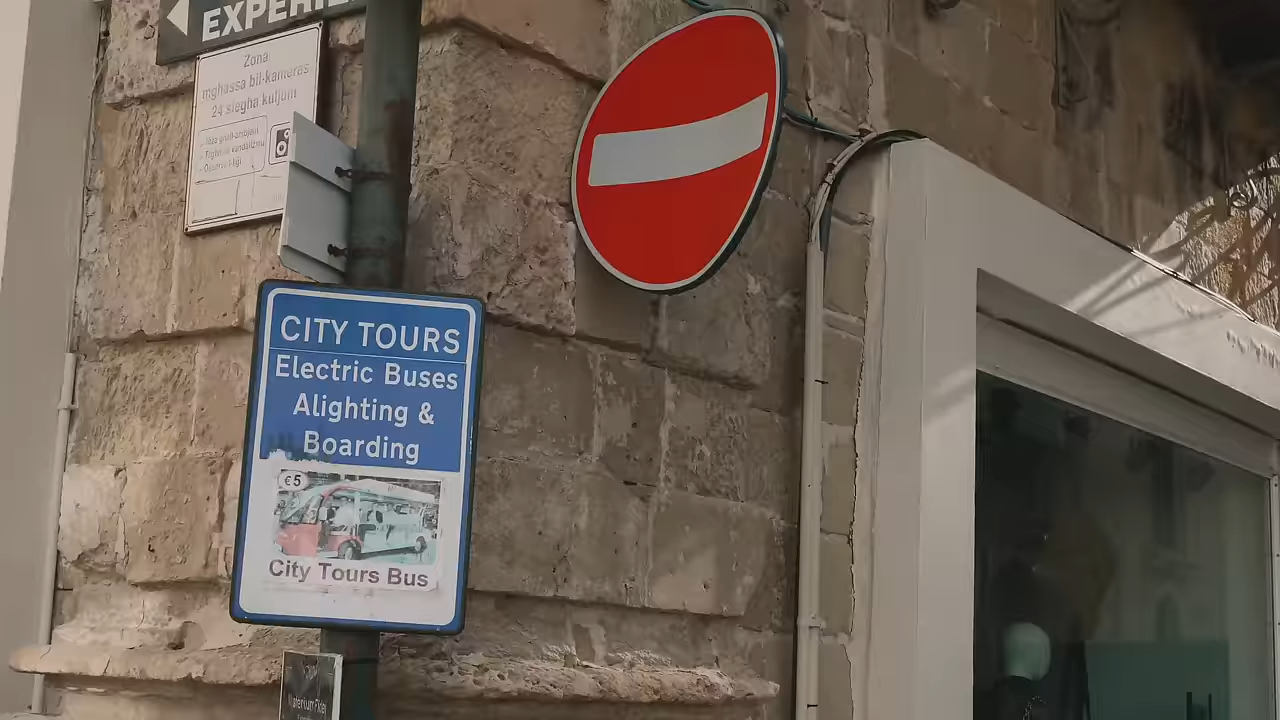 EXPERIE
Zona
mghassa bil-kameras
24 siegha kuljum
CITY TOURS
Electric Buses
Alighting &
Boarding
€5
City Tours Bus